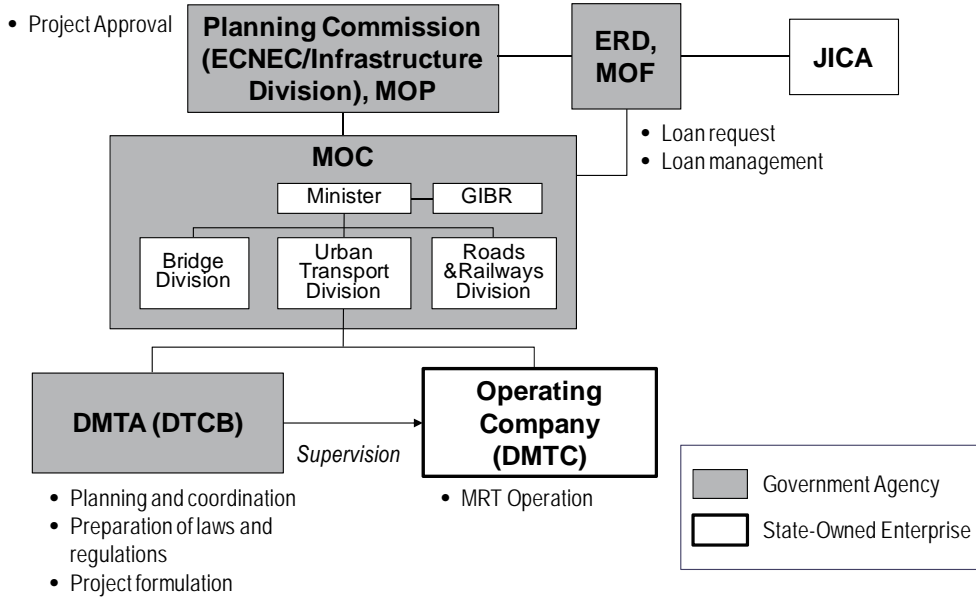 • Project Approval
Planning Commission
(ECNEC/Infrastructure
Division), MOP
ERD,
MOF
JICA
• Loan request
• Loan management
MOC
Minister
GIBR
Bridge
Division
Urban
Transport
Division
Roads
&Railways
Division
DMTA (DTCB)
Supervision
Operating
Company
(DMTC)
• Planning and coordination
• Preparation of laws and
regulations
• Project formulation
• MRT Operation
Government Agency
State-Owned Enterprise